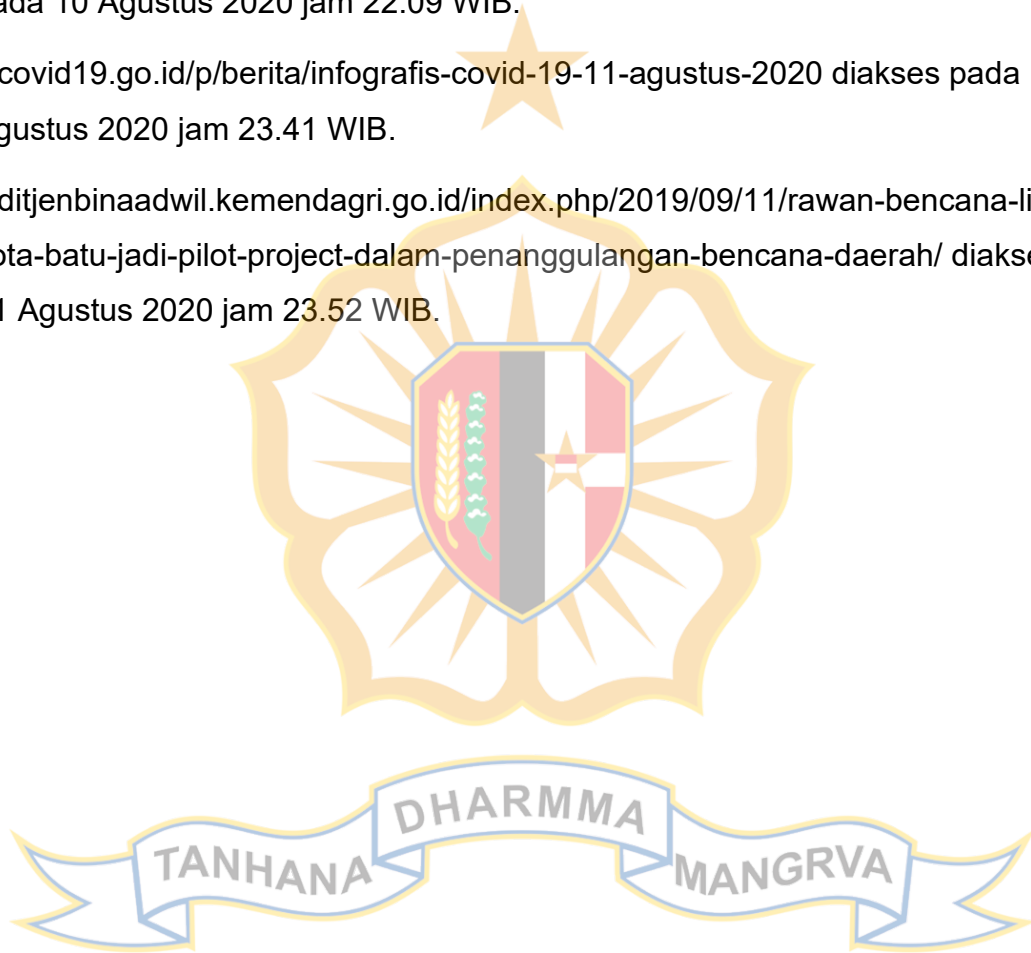 ada 10 Agustus 2020 jam 22.09 WIB.
covid19.go.id/p/berita/infografis-covid-19-11-agustus-2020 diakses pada
gustus 2020 jam 23.41 WIB.
ditjenbinaadwil.kemendagri.go.id/index.php/2019/09/11/rawan-bencana-li
ota-batu-jadi-pilot-project-dalam-penanggulangan-bencana-daerah/ diakse
1 Agustus 2020 jam 23.52 WIB.
TANHANA DHARMMA MANGRVA